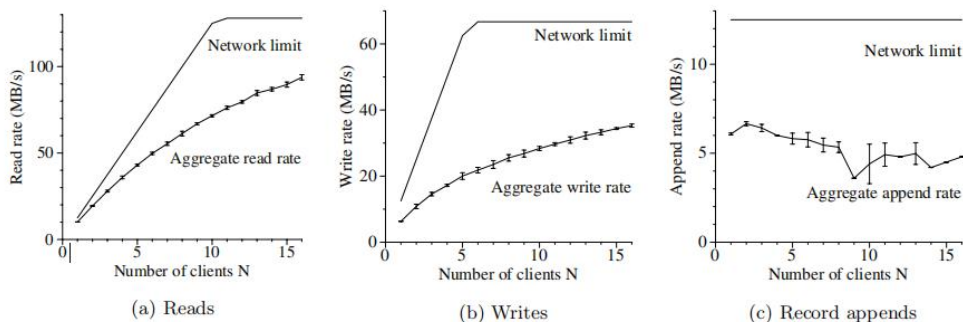 Network limit
Aggregate read rate
Read rate (MB/s)
0
50
100
0
5
10
15
Number of clients N
(a) Reads
Network limit
Aggregate write rate
Write rate (MB/s)
0
20
40
60
0
5
10
15
Number of clients N
(b) Writes
Network limit
Aggregate append rate
Append rate (MB/s)
0
5
10
0
5
10
15
Number of clients N
(c) Record appends